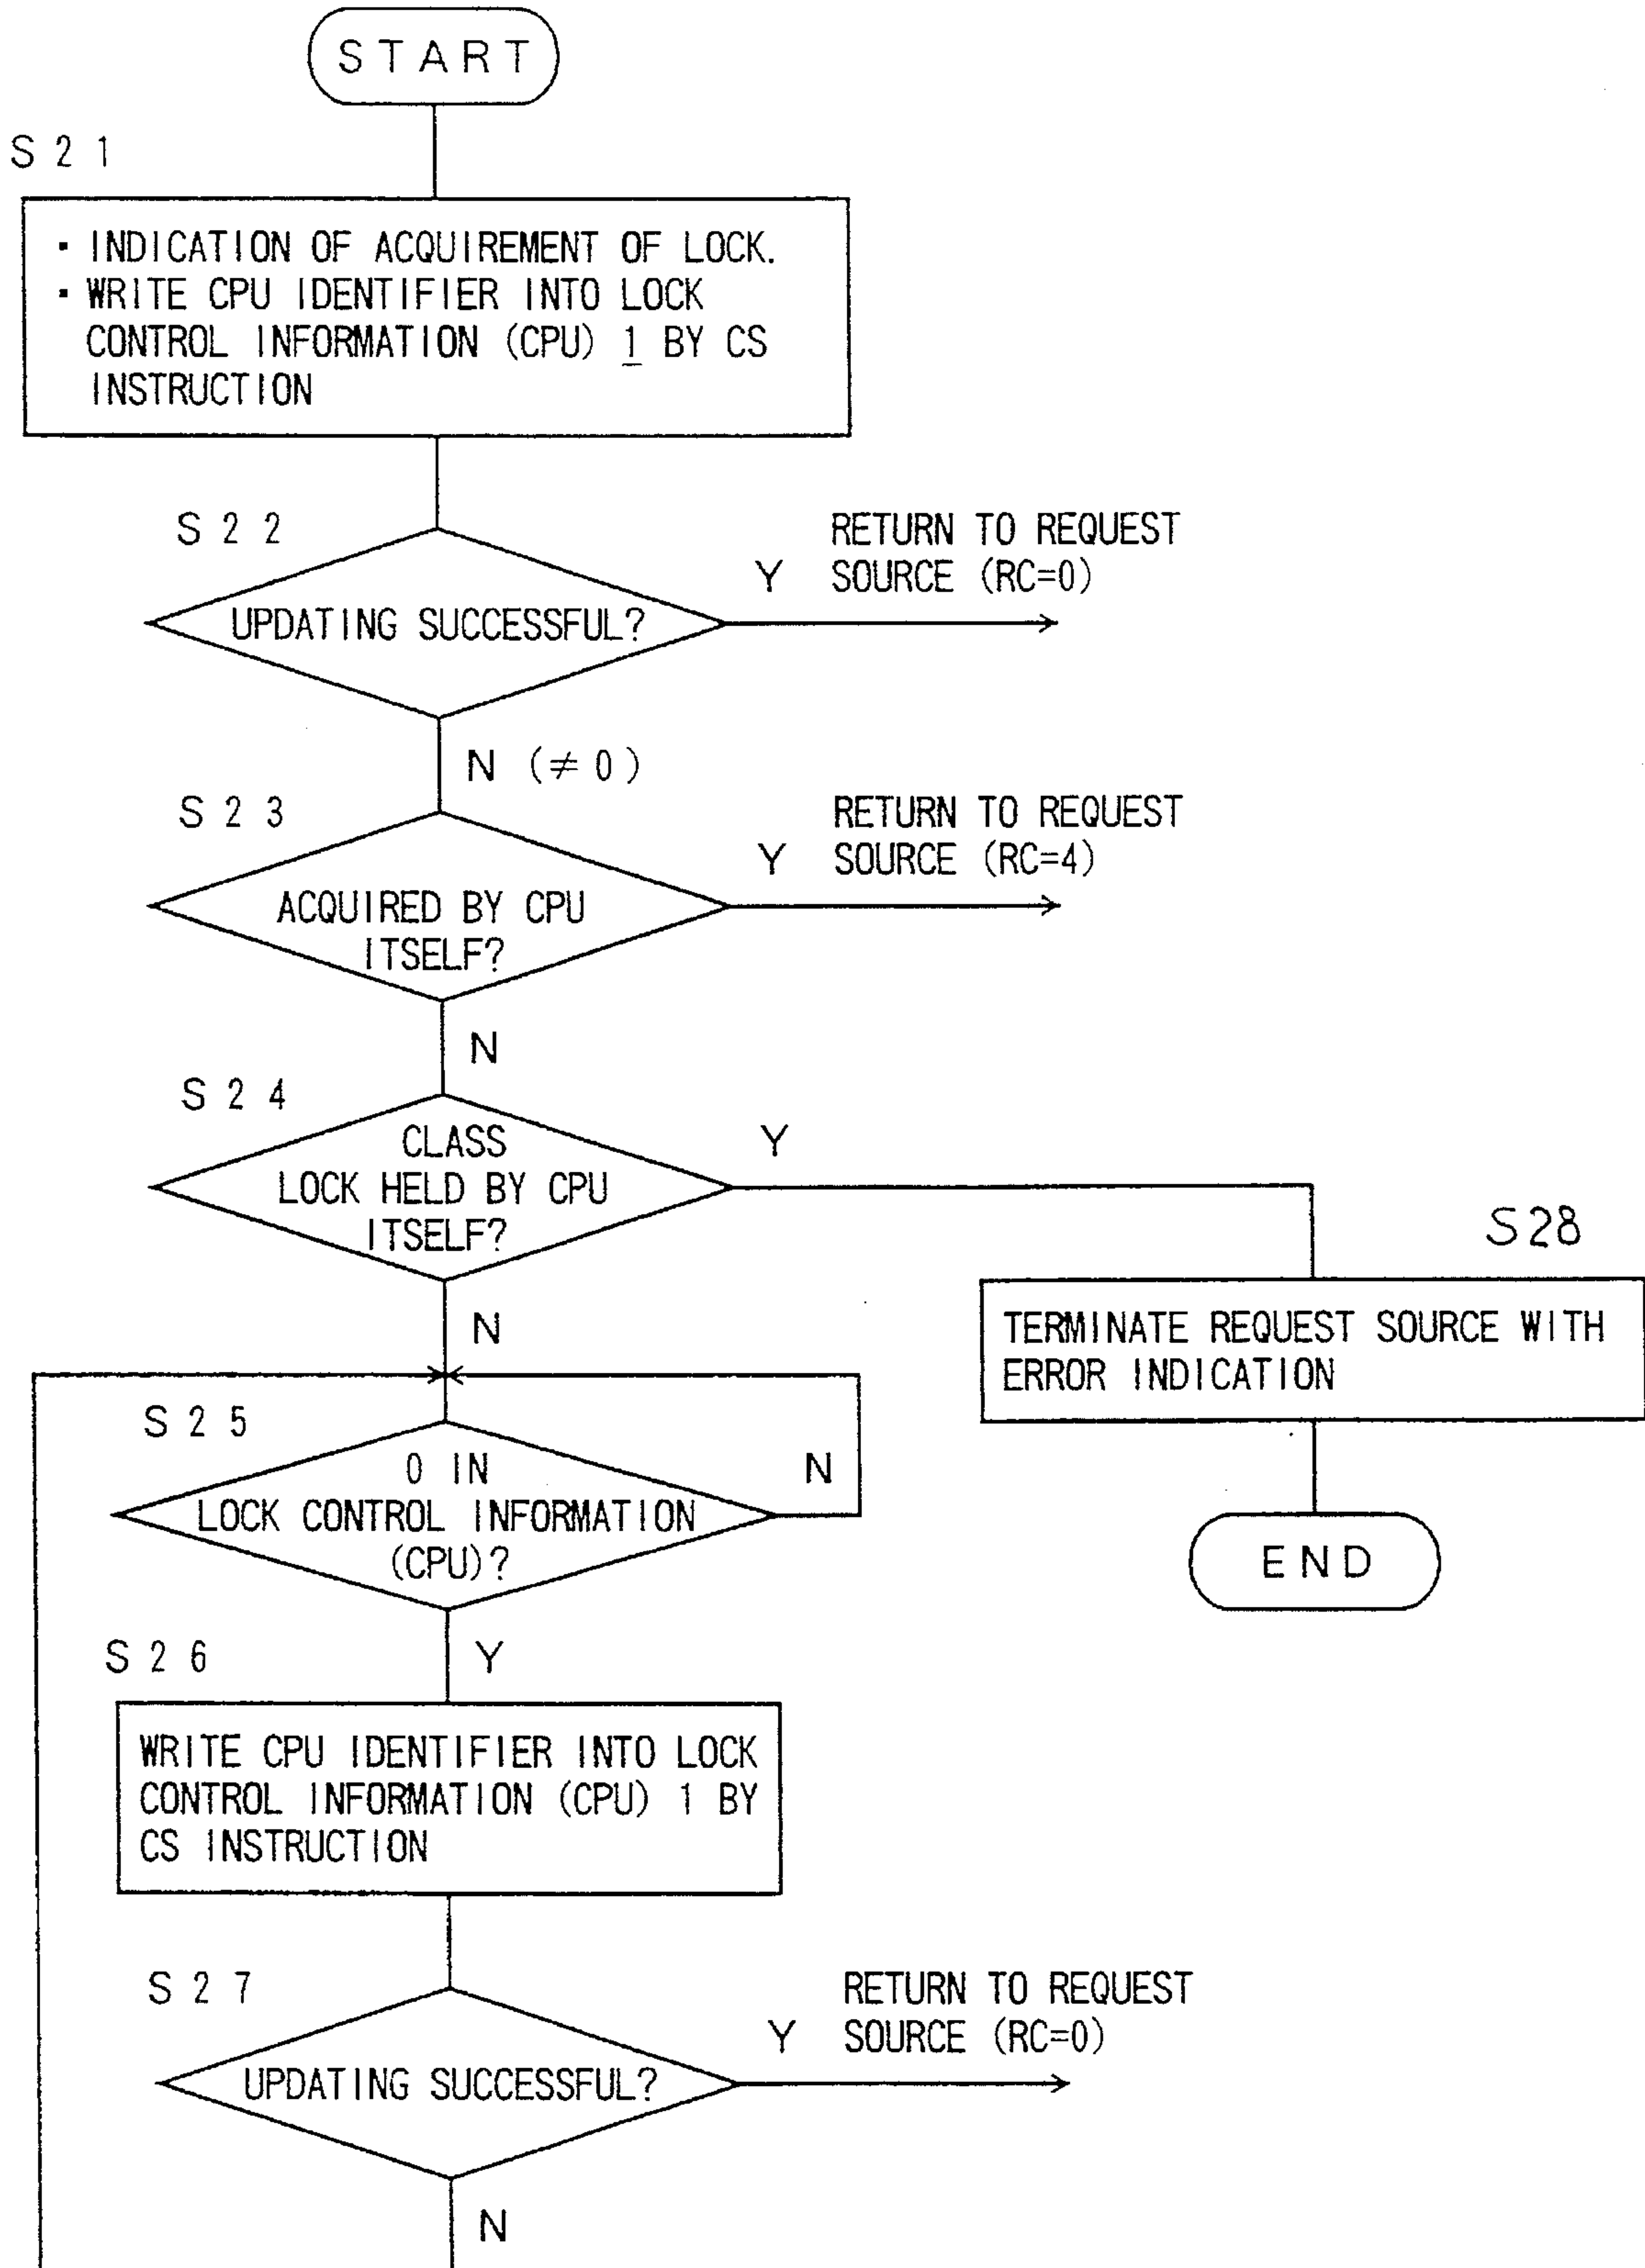 START
S21
· INDICATION OF ACQUIREMENT OF LOCK.
· WRITE CPU IDENTIFIER INTO LOCK
CONTROL INFORMATION (CPU) 1 BY CS
INSTRUCTION
S22
UPDATING SUCCESSFUL?
Y
RETURN TO REQUEST
SOURCE (RC=0)
N (≠0)
S23
ACQUIRED BY CPU
ITSELF?
Y
RETURN TO REQUEST
SOURCE (RC=4)
N
S24
CLASS
LOCK HELD BY CPU
ITSELF?
Y
N
S28
TERMINATE REQUEST SOURCE WITH
ERROR INDICATION
END
S25
0 IN
LOCK CONTROL INFORMATION
(CPU)?
N
Y
S26
WRITE CPU IDENTIFIER INTO LOCK
CONTROL INFORMATION (CPU) 1 BY
CS INSTRUCTION
S27
UPDATING SUCCESSFUL?
Y
RETURN TO REQUEST
SOURCE (RC=0)
N